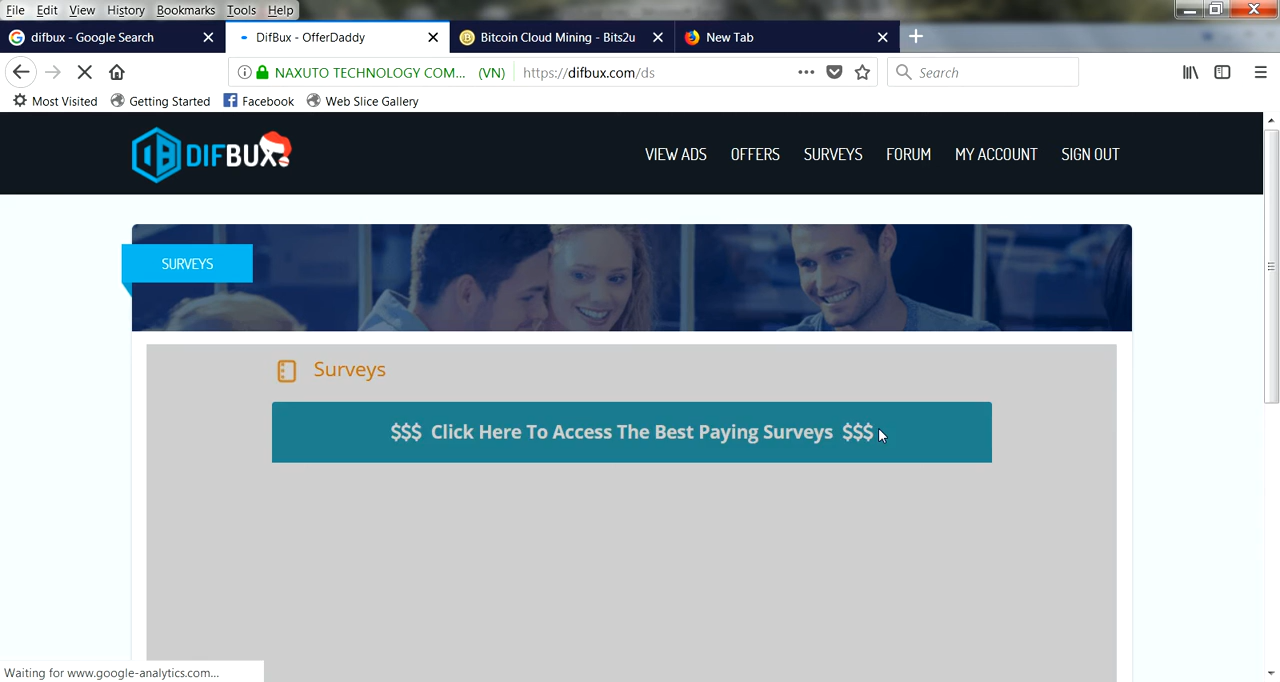 File Edit View History Bookmarks Tools Help
difbux - Google Search
DifBux - OfferDaddy
Bitcoin Cloud Mining - Bits2u
New Tab
NAXUTO TECHNOLOGY COM... (VN) https://difbux.com/ds
Search
Most Visited Getting Started Facebook Web Slice Gallery
DIFBUX
VIEW ADS OFFERS SURVEYS FORUM MY ACCOUNT SIGN OUT
SURVEYS
Surveys
$$$ Click Here To Access The Best Paying Surveys $$$
Waiting for www.google-analytics.com...